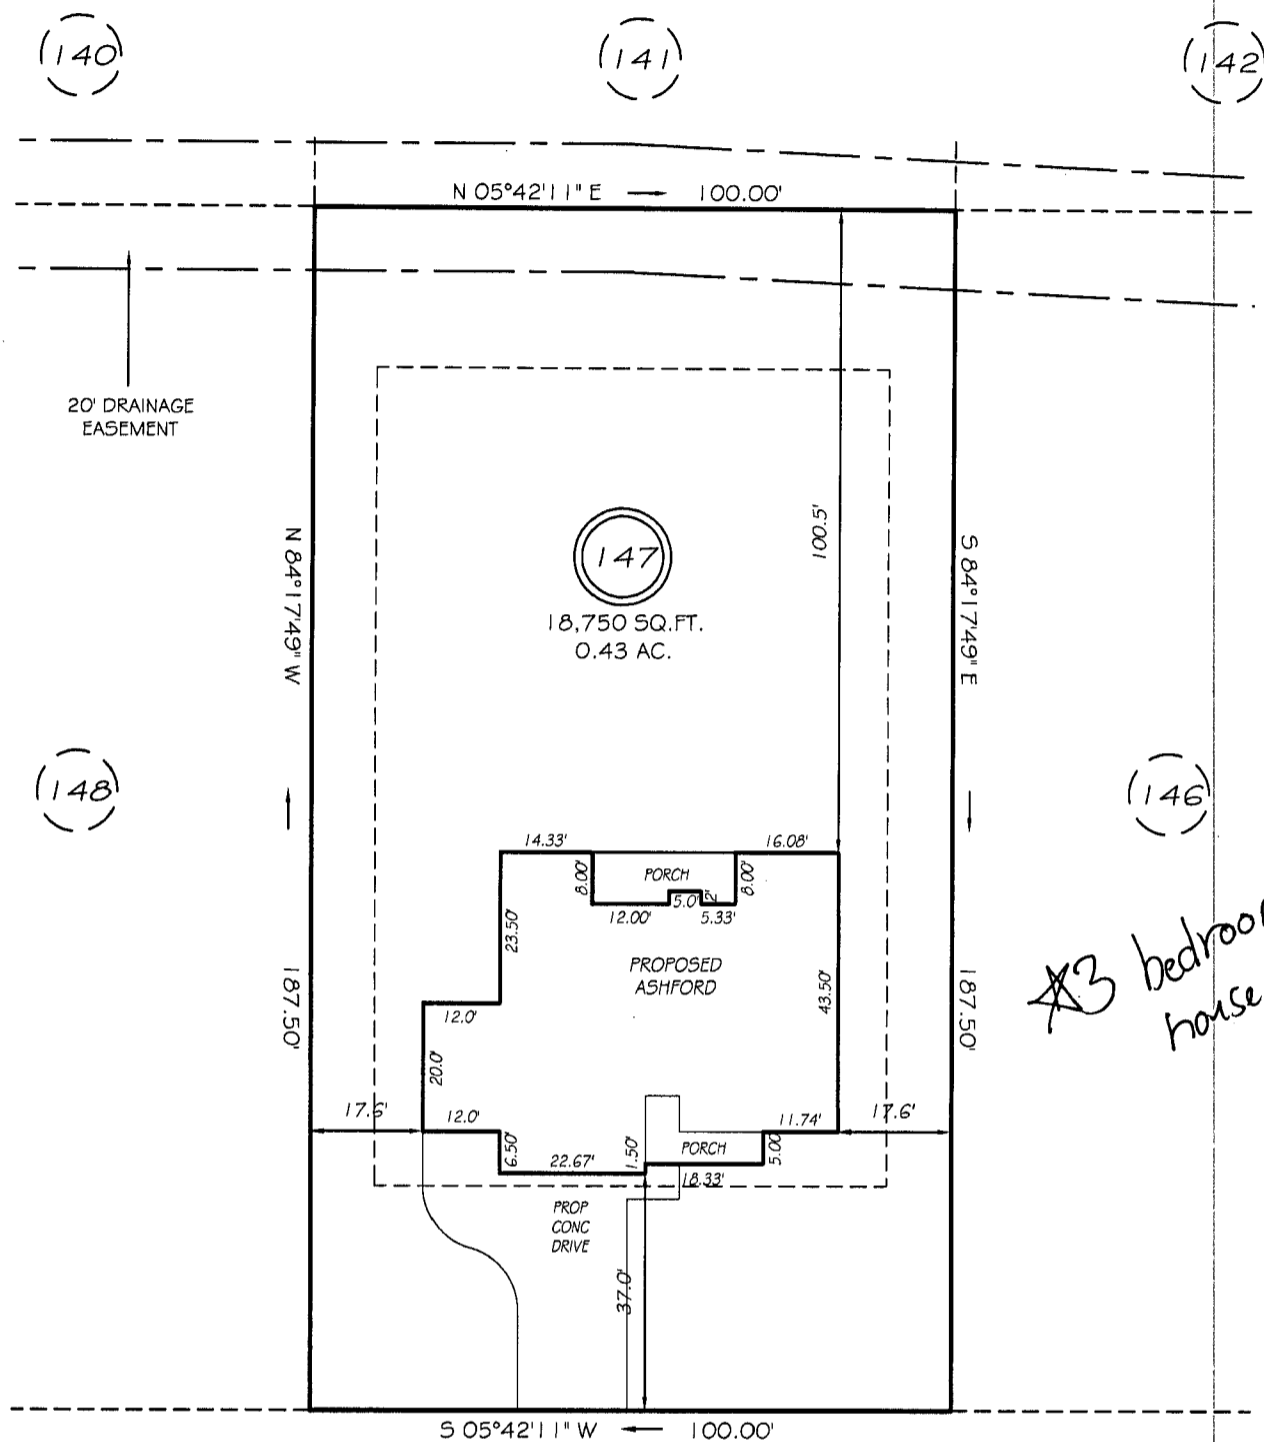 140
141
142
N 05°42'11" E 100.00'
20' DRAINAGE
EASEMENT
N 84°17'49" W
187.50'
100.5'
S 84°17'49" E
187.50'
147
18,750 SQ.FT.
0.43 AC.
148
146
14.33'
16.08'
8.00'
PORCH
8.00'
5.0'
2'
12.00'
5.33'
23.50'
PROPOSED
ASHFORD
43.50'
3 bedroom
house
12.0'
20.0'
17.6'
12.0'
11.74'
17.6'
6.50'
22.67'
1.50'
PORCH
5.00'
18.33'
PROP
CONC
DRIVE
37.0'
S 05°42'11" W 100.00'